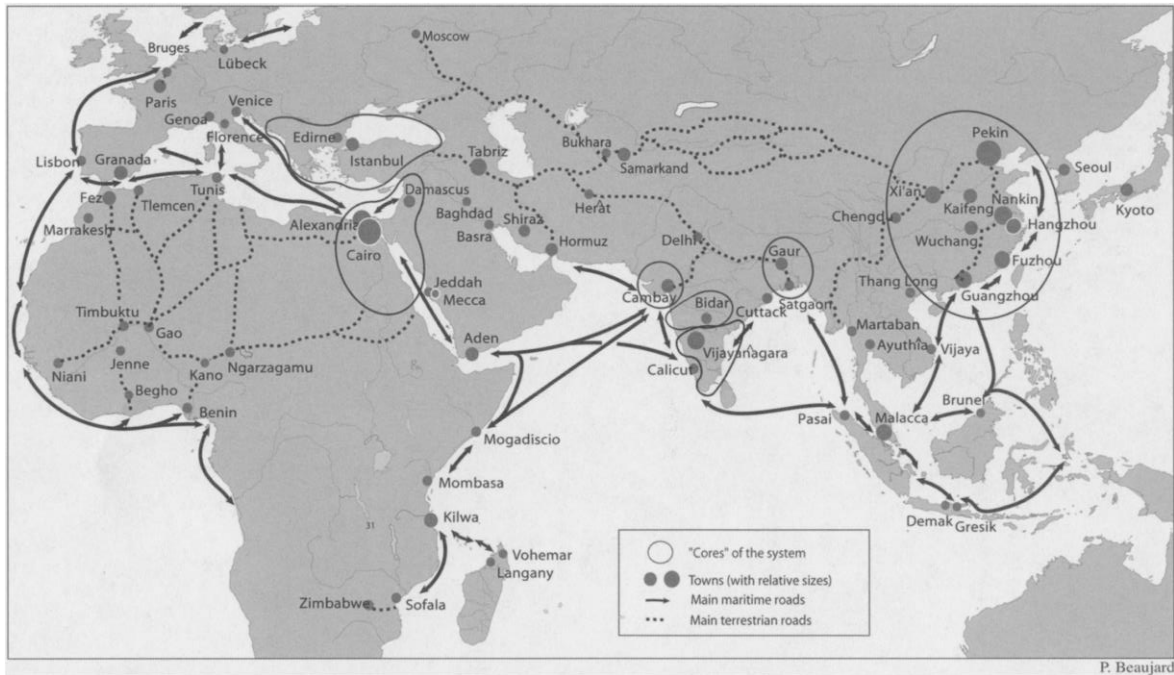 Moscow
Bruges
Lübeck
Paris
Venice
Genoa
Florence
Edirne
Istanbul
Bukhara
Samarkand
Pekin
Lisbon
Granada
Tunis
Tabriz
Seoul
Fez
Tlemcen
Damascus
Herât
Xi'an
Kaifeng
Nankin
Kyoto
Marrakesh
Alexandria
Baghdad
Shiraz
Chengd
Hangzhou
Basra
Hormuz
Delhi
Wuchang
Cairo
Gaur
Fuzhou
Jeddah
Mecca
Cambay
Thang Long
Guangzhou
Timbuktu
Gao
Bidar
Cuttack
Satgaon
Martaban
Aden
Ayuthia
Vijaya
Niani
Jenne
Kano
Ngarzagamu
Vijayanagara
Calicut
Begho
Benin
Brunei
Pasai
Malacca
Mogadiscio
Mombasa
Demak
Gresik
Kilwa
31
Vohemar
Langany
Zimbabwe
Sofala
"Cores" of the system
Towns (with relative sizes)
Main maritime roads
Main terrestrian roads
P. Beaujard